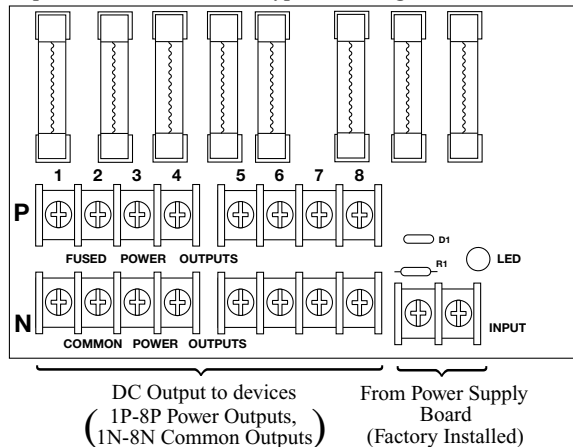 1 2 3 4 5 6 7 8
P
FUSED POWER OUTPUTS
D1
R1
LED
N
COMMON POWER OUTPUTS
INPUT
DC Output to devices
(1P-8P Power Outputs,
1N-8N Common Outputs)
From Power Supply
Board
(Factory Installed)